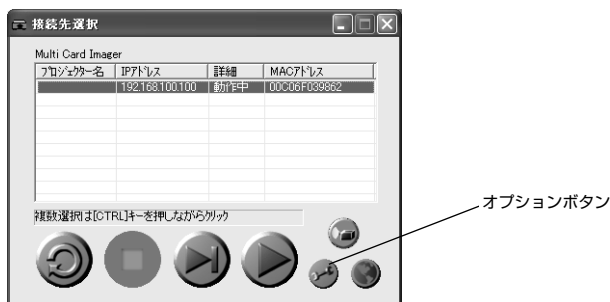 接続先選択
Multi Card Imager
プロジェクター名 IPアドレス 詳細 MACアドレス
192.168.100.100 動作中 00C06F039862
複数選択は[CTRL]キーを押しながらクリック
オプションボタン